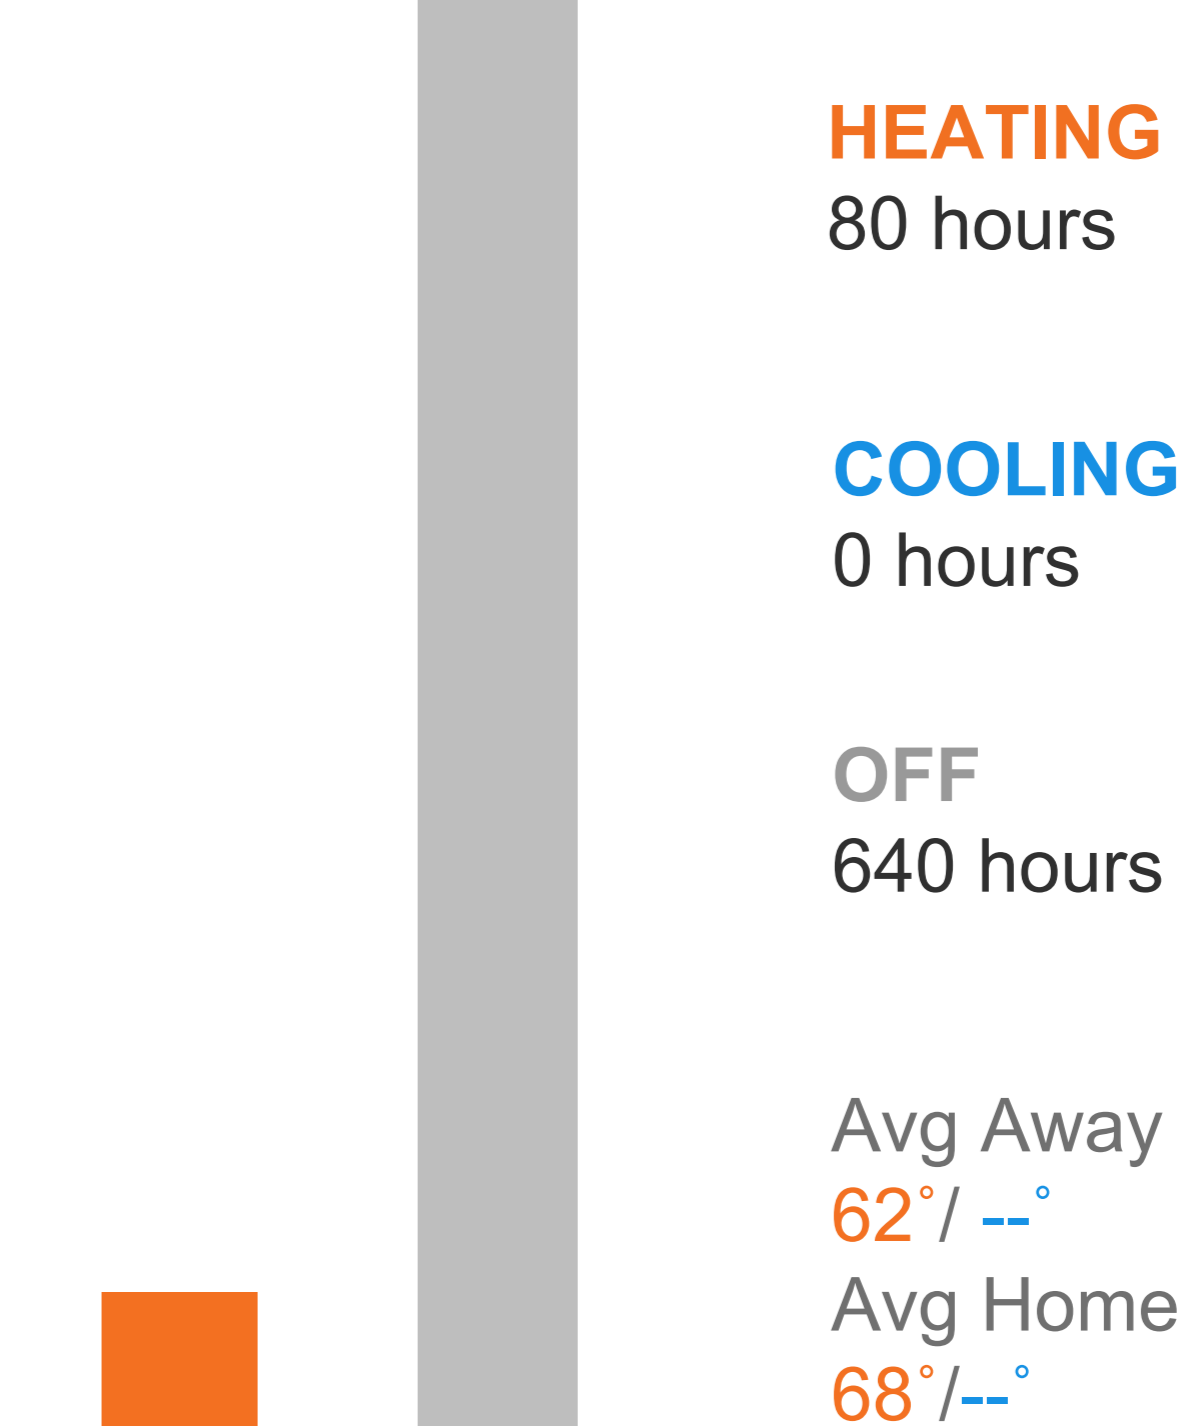 HEATING
80 hours
COOLING
0 hours
OFF
640 hours
Avg Away
62°/ --°
Avg Home
68°/--°